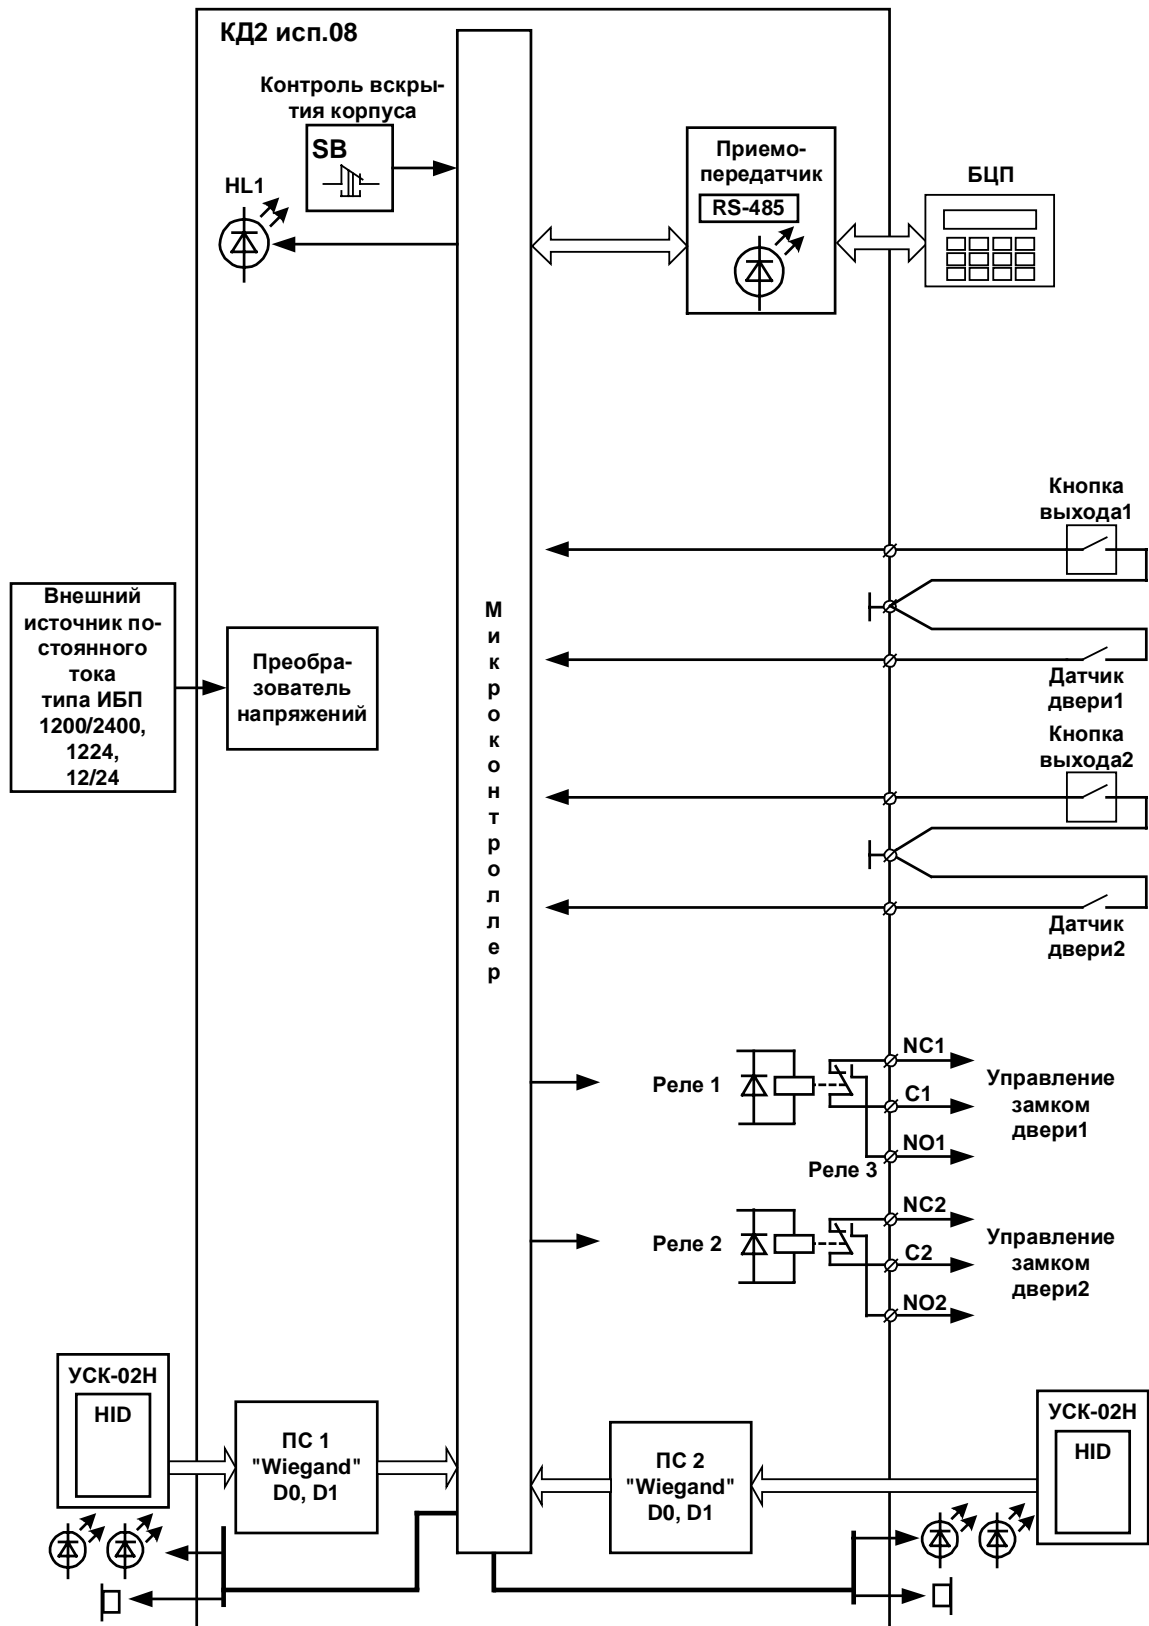 КД2 исп.08
Контроль вскры-
тия корпуса
SB
HL1
Приемо-
передатчик
RS-485
БЦП
Кнопка
выхода1
Датчик
двери1
Кнопка
выхода2
Датчик
двери2
Внешний
источник по-
стоянного
тока
типа ИБП
1200/2400,
1224,
12/24
Преобра-
зователь
напряжений
Микроконтроллер
Реле 1
NC1
C1
NO1
Управление
замком
двери1
Реле 3
Реле 2
NC2
C2
NO2
Управление
замком
двери2
УСК-02Н
HID
ПС 1
"Wiegand"
D0, D1
ПС 2
"Wiegand"
D0, D1
УСК-02Н
HID